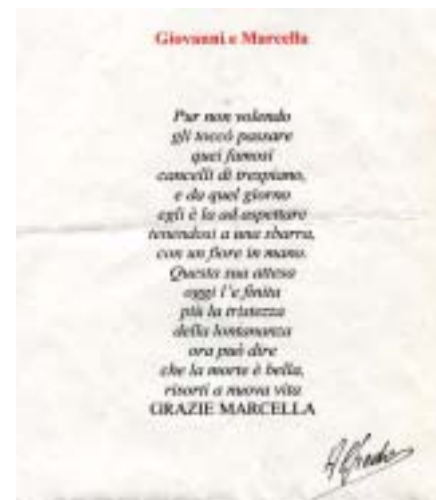 Giovanni e Marcella
Pur non volendo
gli toccó passare
quei famosi
cancelli di trespiano,
e da quel giorno
egli è la ad aspettare
tenendosi a una sbarra,
con un fiore in mano.
Questa sua attesa
oggi l'e finita
più la tristezza
della lontananza
ora può dire
che la morte è bella,
risorti a nuova vita
GRAZIE MARCELLA
Alfredo